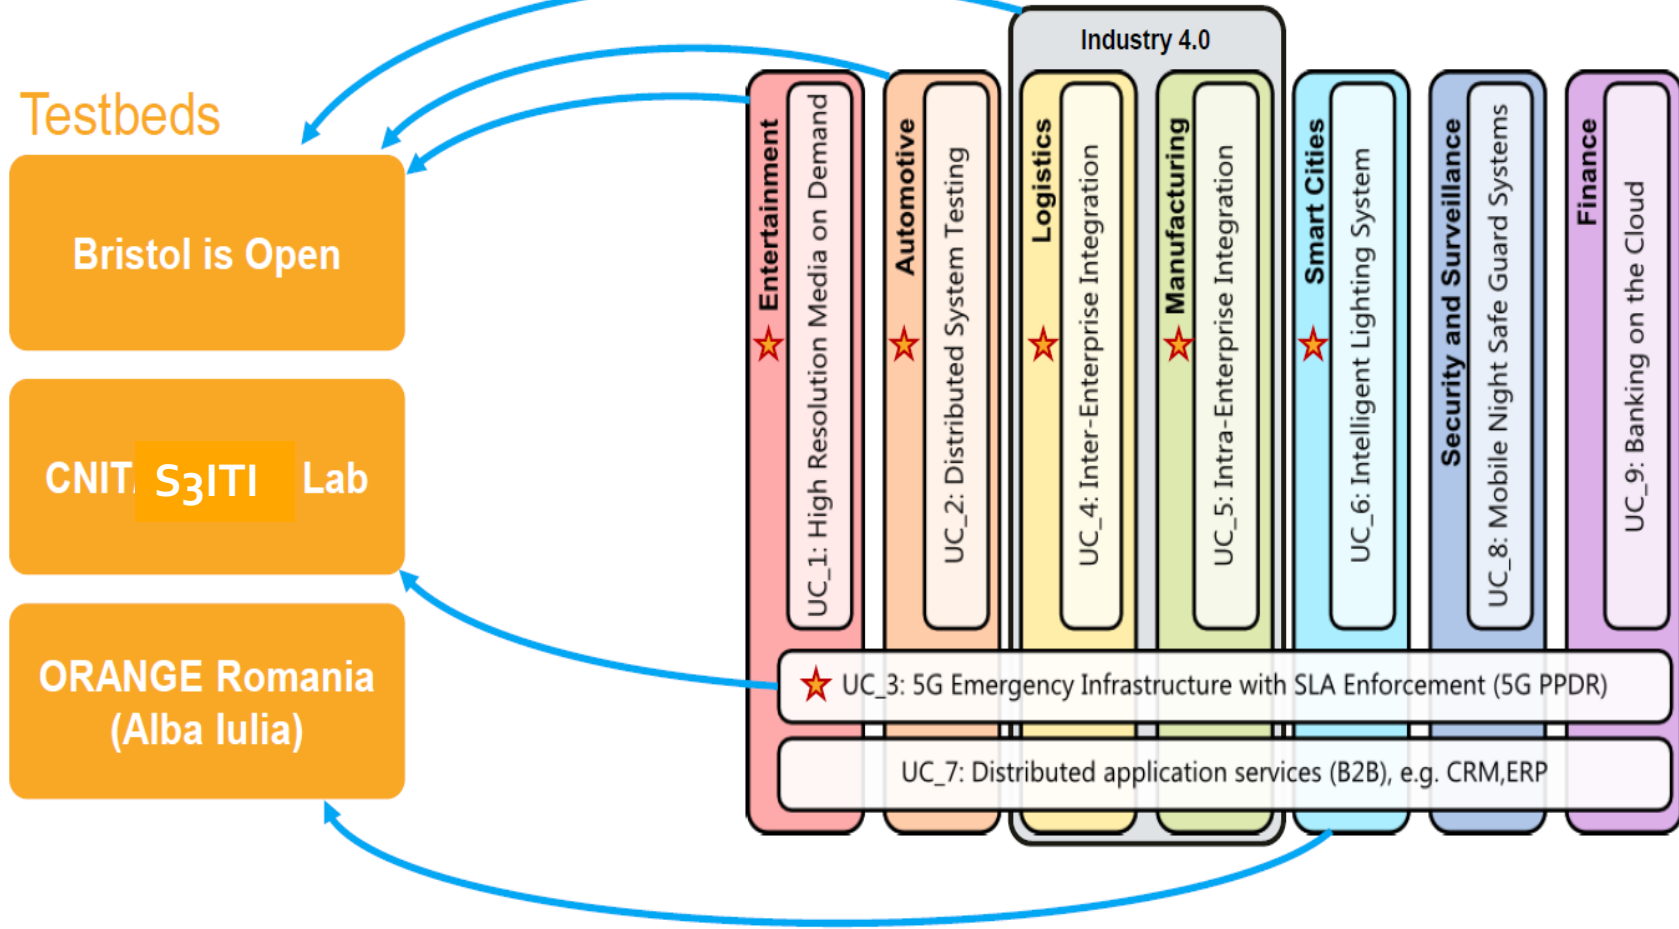 Testbeds
Bristol is Open
CNIT S3ITI Lab
ORANGE Romania
(Alba Iulia)
Industry 4.0
Entertainment
UC_1: High Resolution Media on Demand
Automotive
UC_2: Distributed System Testing
Logistics
UC_4: Inter-Enterprise Integration
Manufacturing
UC_5: Intra-Enterprise Integration
Smart Cities
UC_6: Intelligent Lighting System
Security and Surveillance
UC_8: Mobile Night Safe Guard Systems
Finance
UC_9: Banking on the Cloud
UC_3: 5G Emergency Infrastructure with SLA Enforcement (5G PPDR)
UC_7: Distributed application services (B2B), e.g. CRM,ERP